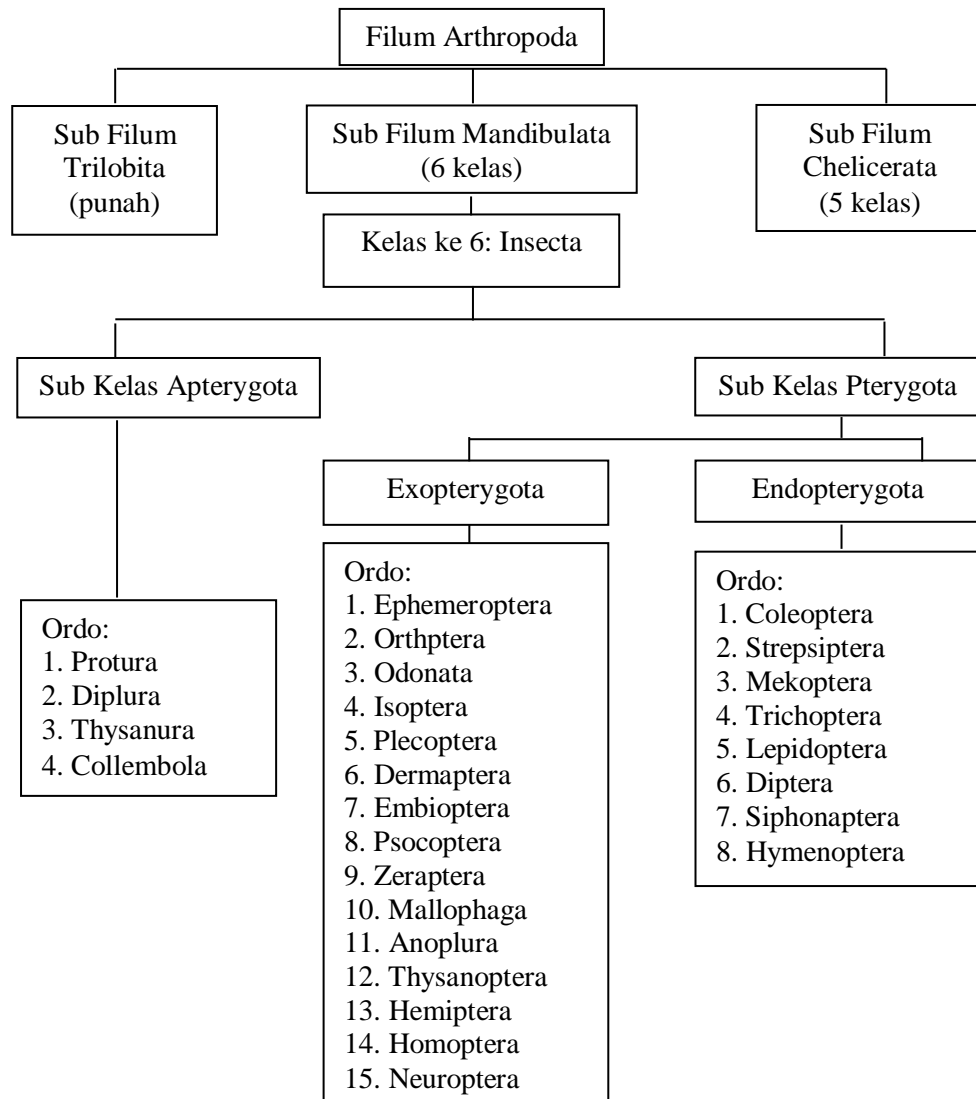 Filum Arthropoda
Sub Filum
Trilobita
(punah)
Sub Filum Mandibulata
(6 kelas)
Sub Filum
Chelicerata
(5 kelas)
Kelas ke 6: Insecta
Sub Kelas Apterygota
Sub Kelas Pterygota
Exopterygota
Endopterygota
Ordo:
1. Protura
2. Diplura
3. Thysanura
4. Collembola
Ordo:
1. Ephemeroptera
2. Orthptera
3. Odonata
4. Isoptera
5. Plecoptera
6. Dermaptera
7. Embioptera
8. Psocoptera
9. Zeraptera
10. Mallophaga
11. Anoplura
12. Thysanoptera
13. Hemiptera
14. Homoptera
15. Neuroptera
Ordo:
1. Coleoptera
2. Strepsiptera
3. Mekoptera
4. Trichoptera
5. Lepidoptera
6. Diptera
7. Siphonaptera
8. Hymenoptera